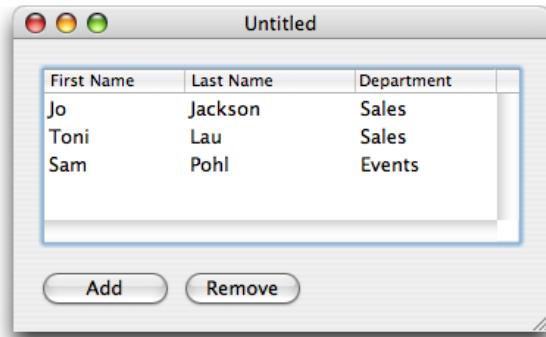 Untitled
First Name Last Name Department
Jo Jackson Sales
Toni Lau Sales
Sam Pohl Events
Add Remove